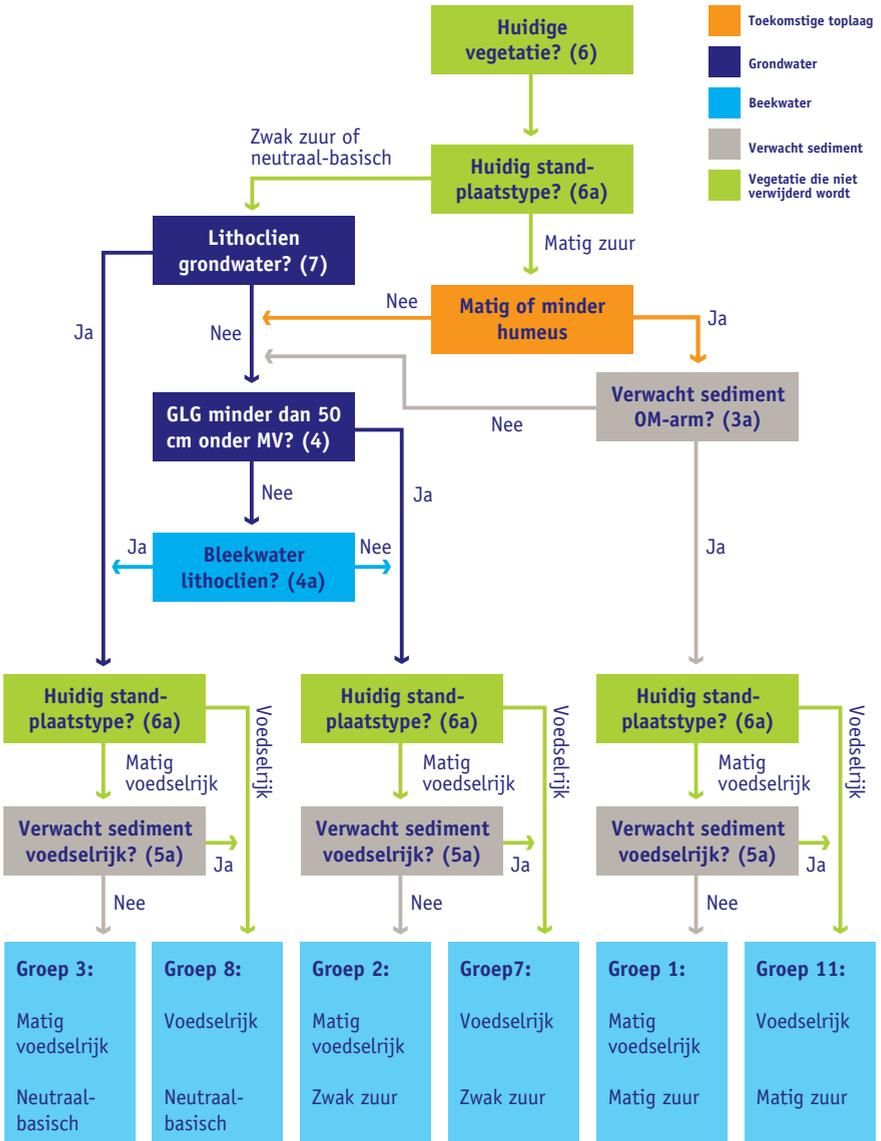 Huidige
vegetatie? (6)
Toekomstige toplaag
Grondwater
Beekwater
Verwacht sediment
Vegetatie die niet
verwijderd wordt
Zwak zuur of
neutraal-basisch
Huidig stand-
plaatstype? (6a)
Matig zuur
Lithoclien
grondwater? (7)
Ja
Nee
Nee
Matig of minder
humeus
Ja
Verwacht sediment
OM-arm? (3a)
Nee
GLG minder dan 50
cm onder MV? (4)
Nee
Ja
Ja
Bleekwater
lithoclien? (4a)
Nee
Ja
Huidig stand-
plaatstype? (6a)
Voedselrijk
Matig
voedselrijk
Verwacht sediment
voedselrijk? (5a)
Ja
Nee
Huidig stand-
plaatstype? (6a)
Voedselrijk
Matig
voedselrijk
Verwacht sediment
voedselrijk? (5a)
Ja
Nee
Huidig stand-
plaatstype? (6a)
Voedselrijk
Matig
voedselrijk
Verwacht sediment
voedselrijk? (5a)
Ja
Nee
Groep 3:
Matig
voedselrijk
Neutraal-
basisch
Groep 8:
Voedselrijk
Neutraal-
basisch
Groep 2:
Matig
voedselrijk
Zwak zuur
Groep7:
Voedselrijk
Zwak zuur
Groep 1:
Matig
voedselrijk
Matig zuur
Groep 11:
Voedselrijk
Matig zuur